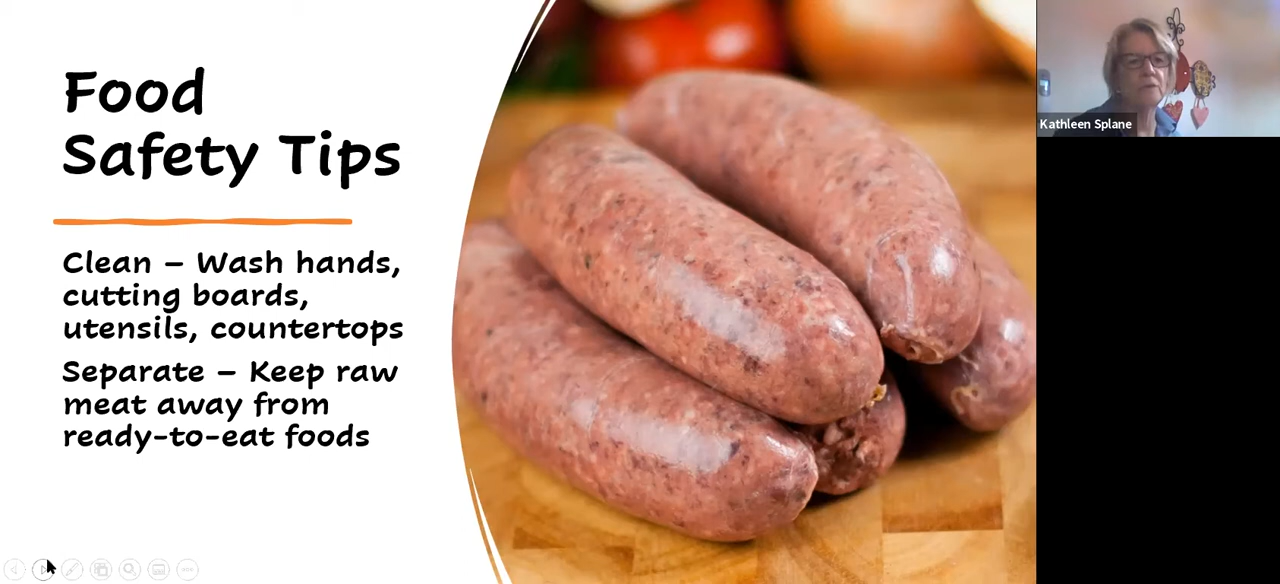 Food
Safety Tips
Clean – Wash hands,
cutting boards,
utensils, countertops
Separate – Keep raw
meat away from
ready-to-eat foods
Kathleen Splane